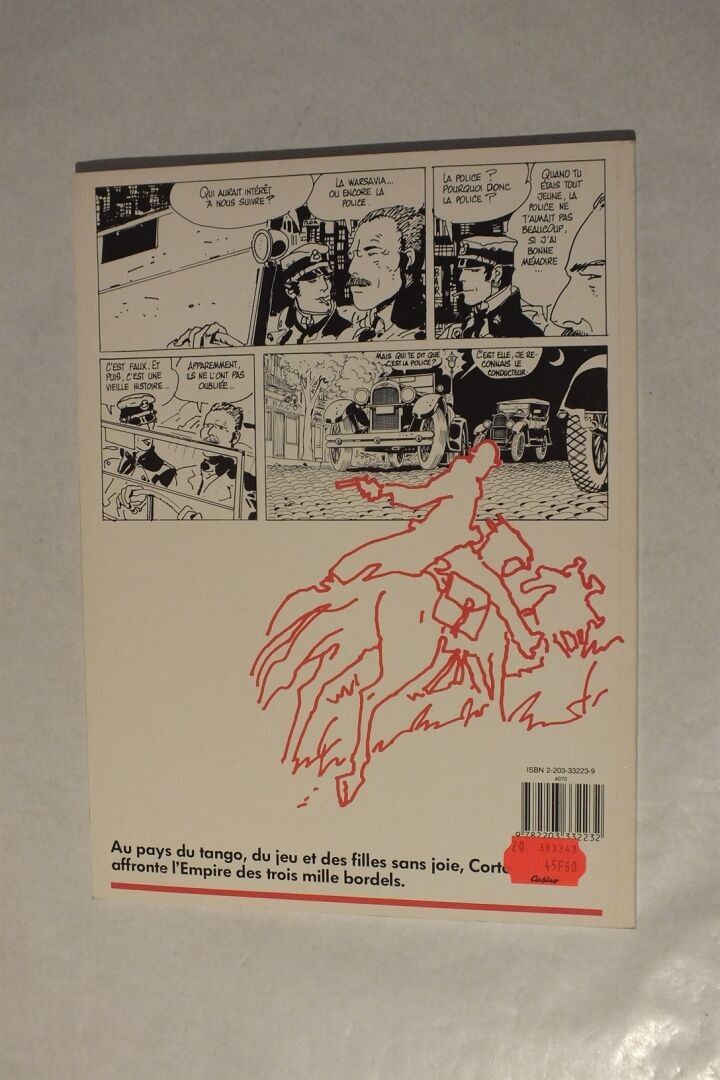 QUI AURAIT INTÉRÊT
À NOUS SUIVRE ?
LA WARSAVIA...
OU ENCORE LA
POLICE.
LA POLICE ?
POURQUOI DONC
LA POLICE ?
QUAND TU
ÉTAIS TOUT
JEUNE, LA
POLICE NE
T'AIMAIT PAS
BEAUCOUP,
SI J'AI
BONNE
MÉMOIRE
...
C'EST FAUX. ET
PUIS, C'EST UNE
VIEILLE HISTOIRE...
APPAREMMENT,
ILS NE L'ONT PAS
OUBLIÉE...
MAIS QUI TE DIT QUE
C'EST LA POLICE ?
C'EST ELLE, JE RE-
CONNAIS LE
CONDUCTEUR.
ISBN 2-203-33223-9
4070
9 782203 332232
20 383343
45F60
Casino
Au pays du tango, du jeu et des filles sans joie, Corto
affronte l'Empire des trois mille bordels.